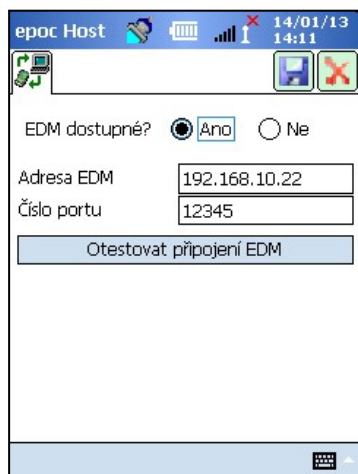 epoc Host 14/01/13
14:11
EDM dostupné? Ano Ne
Adresa EDM 192.168.10.22
Číslo portu 12345
Otestovat připojení EDM